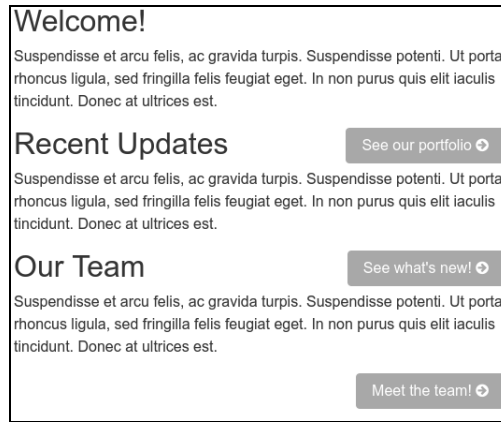 Welcome!
Suspendisse et arcu felis, ac gravida turpis. Suspendisse potenti. Ut porta
rhoncus ligula, sed fringilla felis feugiat eget. In non purus quis elit iaculis
tincidunt. Donec at ultrices est.
Recent Updates
See our portfolio
Suspendisse et arcu felis, ac gravida turpis. Suspendisse potenti. Ut porta
rhoncus ligula, sed fringilla felis feugiat eget. In non purus quis elit iaculis
tincidunt. Donec at ultrices est.
Our Team
See what's new!
Suspendisse et arcu felis, ac gravida turpis. Suspendisse potenti. Ut porta
rhoncus ligula, sed fringilla felis feugiat eget. In non purus quis elit iaculis
tincidunt. Donec at ultrices est.
Meet the team!